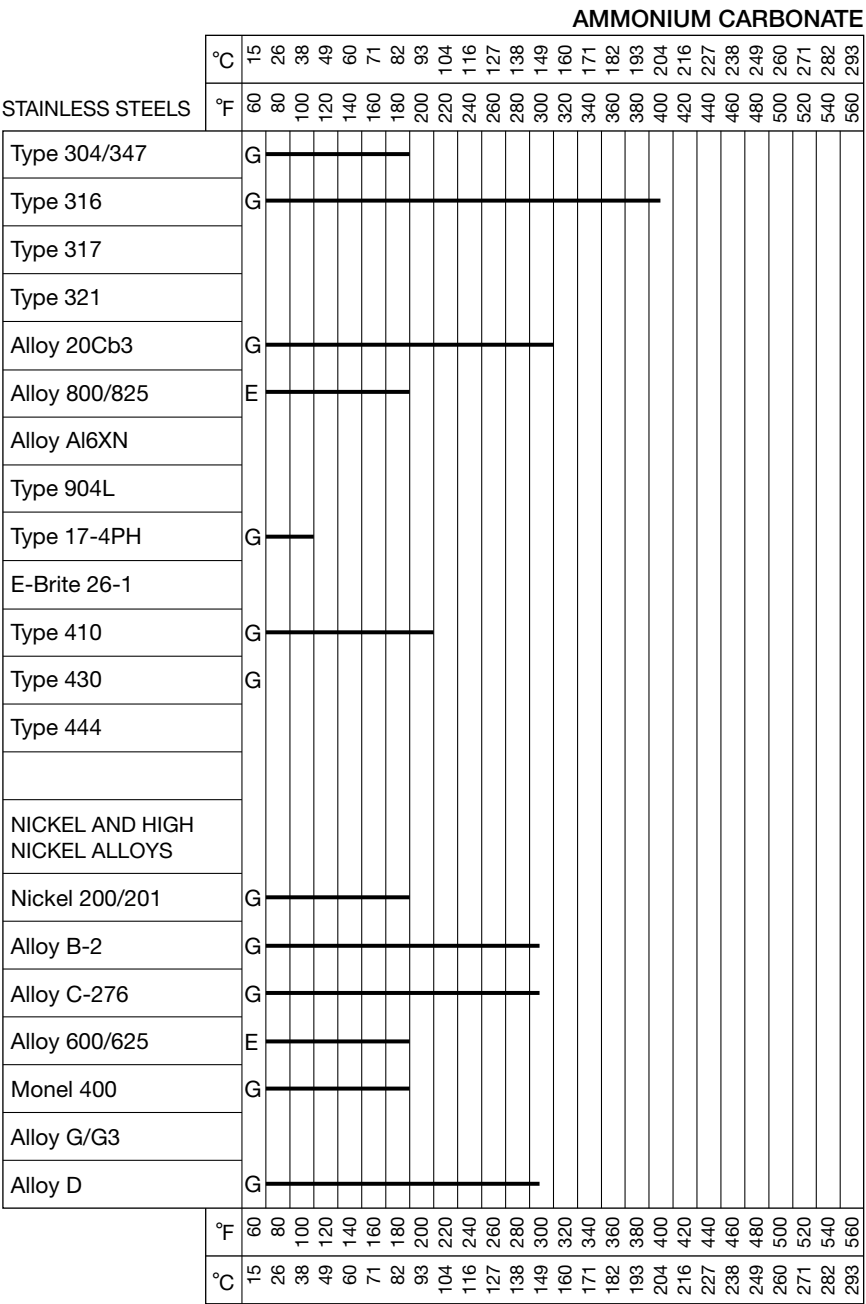 AMMONIUM CARBONATE
°C 15 26 38 49 60 71 82 93 104 116 127 138 149 160 171 182 193 204 216 227 238 249 260 271 282 293
STAINLESS STEELS °F 60 80 100 120 140 160 180 200 220 240 260 280 300 320 340 360 380 400 420 440 460 480 500 520 540 560
Type 304/347 G
Type 316 G
Type 317
Type 321
Alloy 20Cb3 G
Alloy 800/825 E
Alloy Al6XN
Type 904L
Type 17-4PH G
E-Brite 26-1
Type 410 G
Type 430 G
Type 444
NICKEL AND HIGH
NICKEL ALLOYS
Nickel 200/201 G
Alloy B-2 G
Alloy C-276 G
Alloy 600/625 E
Monel 400 G
Alloy G/G3
Alloy D G
°F 60 80 100 120 140 160 180 200 220 240 260 280 300 320 340 360 380 400 420 440 460 480 500 520 540 560
°C 15 26 38 49 60 71 82 93 104 116 127 138 149 160 171 182 193 204 216 227 238 249 260 271 282 293